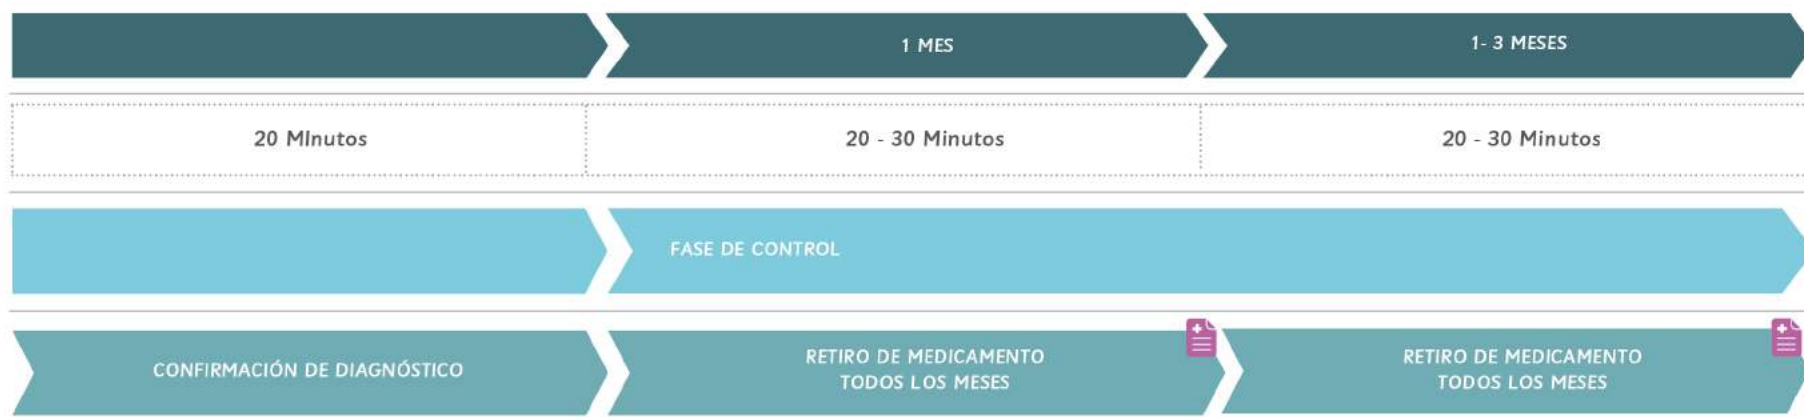 1 MES
1- 3 MESES
20 MInutos
20 - 30 Minutos
20 - 30 Minutos
FASE DE CONTROL
CONFIRMACIÓN DE DIAGNÓSTICO
RETIRO DE MEDICAMENTO
TODOS LOS MESES
RETIRO DE MEDICAMENTO
TODOS LOS MESES